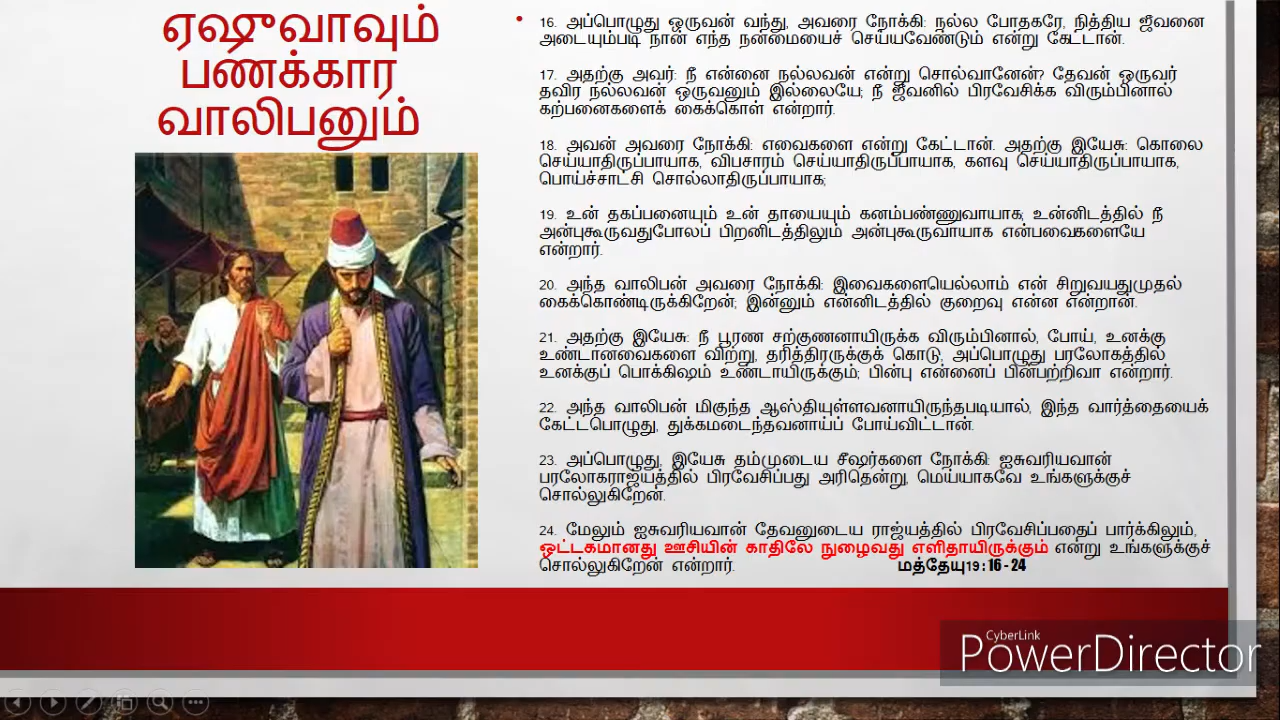 ஏஷுவாவும்
பணக்கார
வாலிபனும்
16. அப்பொழுது ஒருவன் வந்து, அவரை நோக்கி: நல்ல போதகரே, நித்திய ஜீவனை
அடையும்படி நான் எந்த நன்மையைச் செய்யவேண்டும் என்று கேட்டான்.
17. அதற்கு அவர்: நீ என்னை நல்லவன் என்று சொல்வானேன்? தேவன் ஒருவர்
தவிர நல்லவன் ஒருவனும் இல்லையே; நீ ஜீவனில் பிரவேசிக்க விரும்பினால்
கற்பனைகளைக் கைக்கொள் என்றார்.
18. அவன் அவரை நோக்கி: எவைகளை என்று கேட்டான். அதற்கு இயேசு: கொலை
செய்யாதிருப்பாயாக, விபசாரம் செய்யாதிருப்பாயாக, களவு செய்யாதிருப்பாயாக,
பொய்ச்சாட்சி சொல்லாதிருப்பாயாக;
19. உன் தகப்பனையும் உன் தாயையும் கனம்பண்ணுவாயாக; உன்னிடத்தில் நீ
அன்புகூருவதுபோலப் பிறனிடத்திலும் அன்புகூருவாயாக என்பவைகளையே
என்றார்.
20. அந்த வாலிபன் அவரை நோக்கி: இவைகளையெல்லாம் என் சிறுவயதுமுதல்
கைக்கொண்டிருக்கிறேன்; இன்னும் என்னிடத்தில் குறைவு என்ன என்றான்.
21. அதற்கு இயேசு: நீ பூரண சற்குணனாயிருக்க விரும்பினால், போய், உனக்கு
உண்டானவைகளை விற்று, தரித்திரருக்குக் கொடு, அப்பொழுது பரலோகத்தில்
உனக்குப் பொக்கிஷம் உண்டாயிருக்கும்; பின்பு என்னைப் பின்பற்றிவா என்றார்.
22. அந்த வாலிபன் மிகுந்த ஆஸ்தியுள்ளவனாயிருந்தபடியால், இந்த வார்த்தையைக்
கேட்டபொழுது, துக்கமடைந்தவனாய்ப் போய்விட்டான்.
23. அப்பொழுது, இயேசு தம்முடைய சீஷர்களை நோக்கி: ஐசுவரியவான்
பரலோகராஜ்யத்தில் பிரவேசிப்பது அரிதென்று, மெய்யாகவே உங்களுக்குச்
சொல்லுகிறேன்.
24. மேலும் ஐசுவரியவான் தேவனுடைய ராஜ்யத்தில் பிரவேசிப்பதைப் பார்க்கிலும்,
ஒட்டகமானது ஊசியின் காதிலே நுழைவது எளிதாயிருக்கும் என்று உங்களுக்குச்
சொல்லுகிறேன் என்றார். மத்தேயு19:16-24
CyberLink
PowerDirector